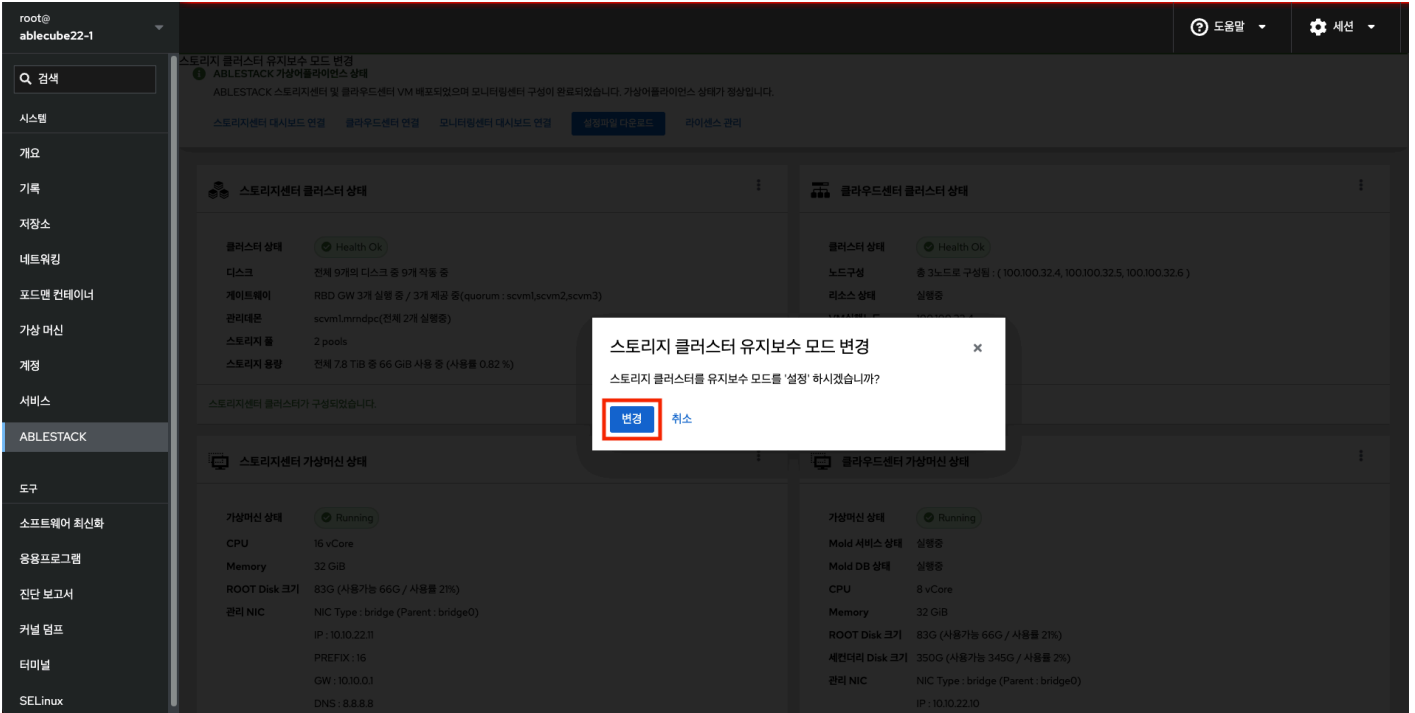 root@
ablecube22-1
도움말
세션
검색
시스템
개요
기록
저장소
네트워킹
포드맨 컨테이너
가상 머신
계정
서비스
ABLESTACK
도구
소프트웨어 최신화
응용프로그램
진단 보고서
커널 덤프
터미널
SELinux
스토리지 클러스터 유지보수 모드 변경
ABLESTACK 가상어플라이언스 상태
ABLESTACK 스토리지센터 및 클라우드센터 VM 배포되었으며 모니터링센터 구성이 완료되었습니다. 가상어플라이언스 상태가 정상입니다.
스토리지센터 대시보드 연결 클라우드센터 연결 모니터링센터 대시보드 연결 설정파일 다운로드 라이센스 관리
스토리지센터 클러스터 상태
클러스터 상태 Health Ok
디스크 전체 9개의 디스크 중 9개 작동 중
게이트웨이 RBD GW 3개 실행 중 / 3개 제공 중(quorum : scvm1,scvm2,scvm3)
관리데몬 scvm1.mrndpc(전체 2개 실행중)
스토리지 풀 2 pools
스토리지 용량 전체 7.8 TiB 중 66 GiB 사용 중 (사용률 0.82 %)
스토리지센터 클러스터가 구성되었습니다.
클라우드센터 클러스터 상태
클러스터 상태 Health Ok
노드구성 총 3노드로 구성됨 : ( 100.100.32.4, 100.100.32.5, 100.100.32.6 )
리소스 상태 실행중
스토리지 클러스터 유지보수 모드 변경
스토리지 클러스터를 유지보수 모드를 '설정' 하시겠습니까?
변경 취소
스토리지센터 가상머신 상태
가상머신 상태 Running
CPU 16 vCore
Memory 32 GiB
ROOT Disk 크기 83G (사용가능 66G / 사용률 21%)
관리 NIC NIC Type : bridge (Parent : bridge0)
IP : 10.10.22.11
PREFIX : 16
GW : 10.10.0.1
DNS : 8.8.8.8
클라우드센터 가상머신 상태
가상머신 상태 Running
Mold 서비스 상태 실행중
Mold DB 상태 실행중
CPU 8 vCore
Memory 32 GiB
ROOT Disk 크기 83G (사용가능 66G / 사용률 21%)
세컨더리 Disk 크기 350G (사용가능 345G / 사용률 2%)
관리 NIC NIC Type : bridge (Parent : bridge0)
IP : 10.10.22.10